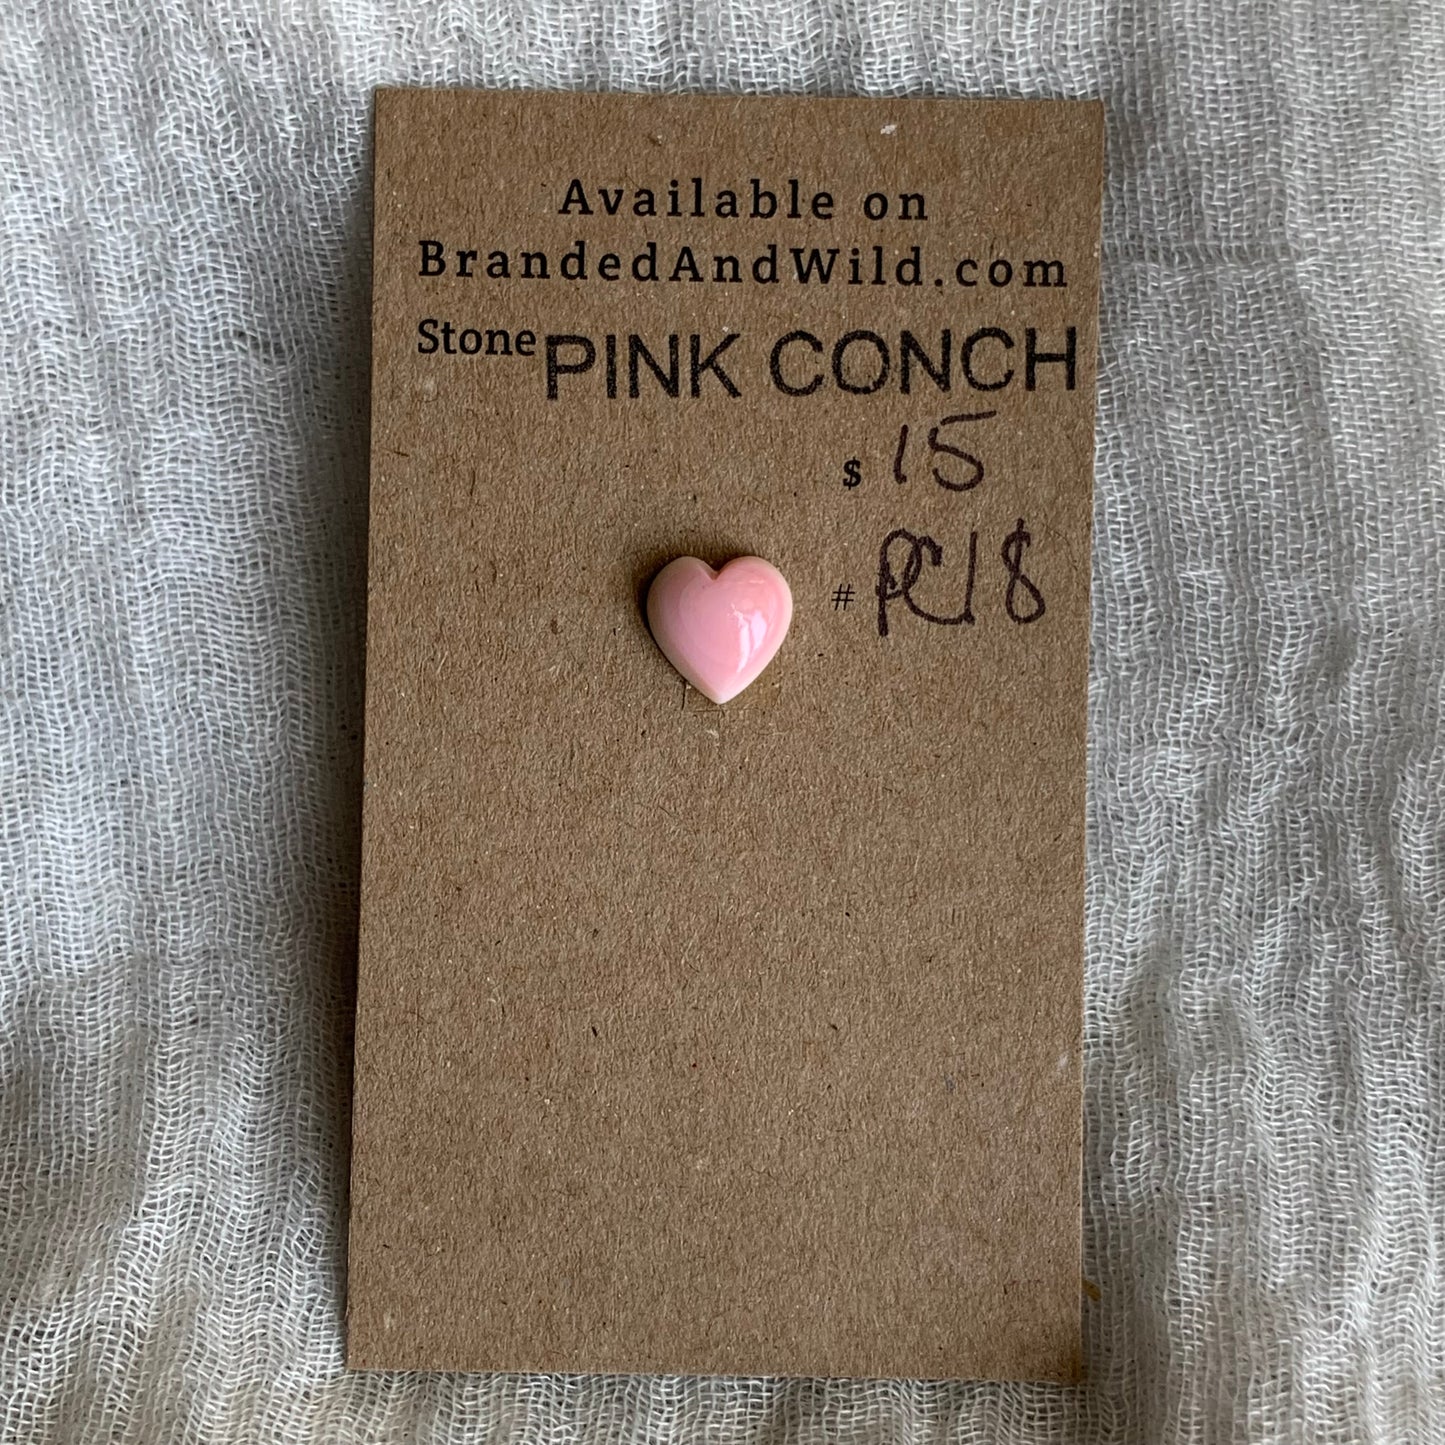 Available on
BrandedAndWild.com
Stone PINK CONCH
$ 15
# PC18